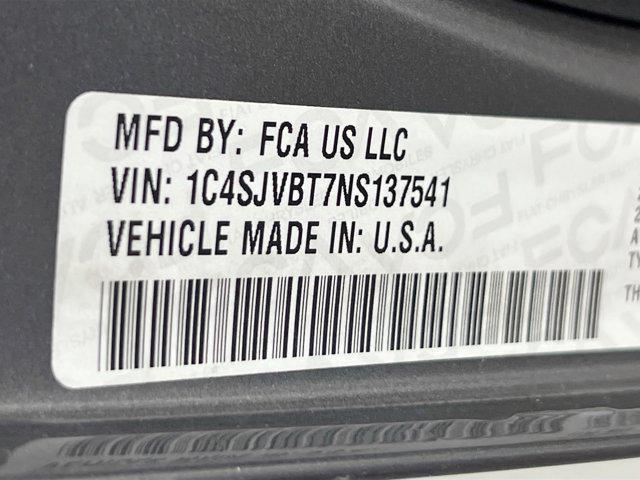 MFD BY: FCA US LLC
VIN: 1C4SJVBT7NS137541
VEHICLE MADE IN: U.S.A.